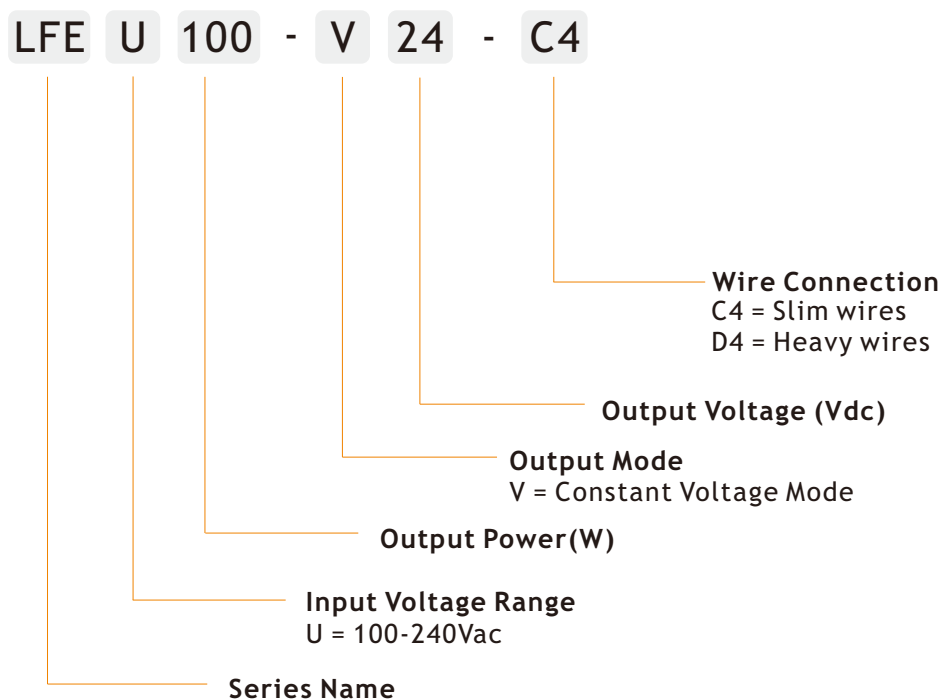 LFE U 100 - V 24 - C4
Wire Connection
C4 = Slim wires
D4 = Heavy wires
Output Voltage (Vdc)
Output Mode
V = Constant Voltage Mode
Output Power(W)
Input Voltage Range
U = 100-240Vac
Series Name